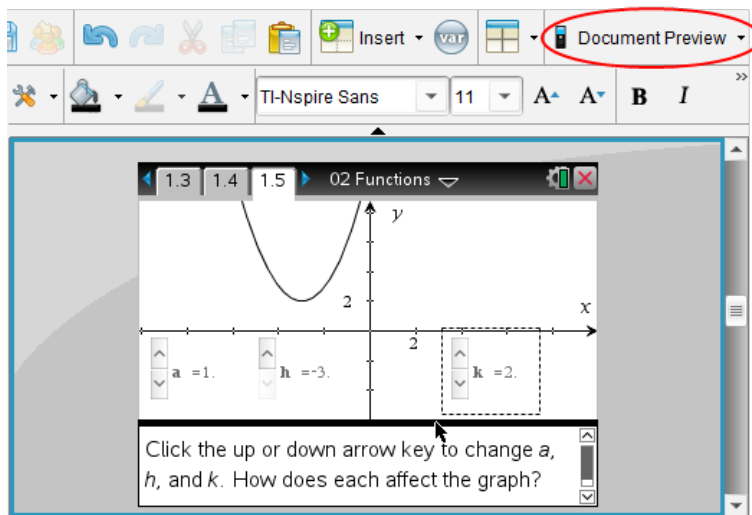 Insert var Document Preview
TI-Nspire Sans 11 A A B I
1.3 1.4 1.5 02 Functions
y
2
x
2
a =1. h =-3. k =2.
Click the up or down arrow key to change a,
h, and k. How does each affect the graph?